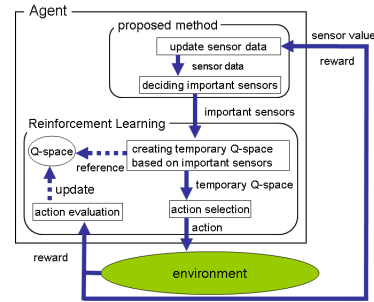 Agent
proposed method
sensor value
update sensor data
reward
sensor data
deciding important sensors
important sensors
Reinforcement Learning
Q-space
creating temporary Q-space
based on important sensors
reference
temporary Q-space
update
action evaluation
action selection
action
reward
environment